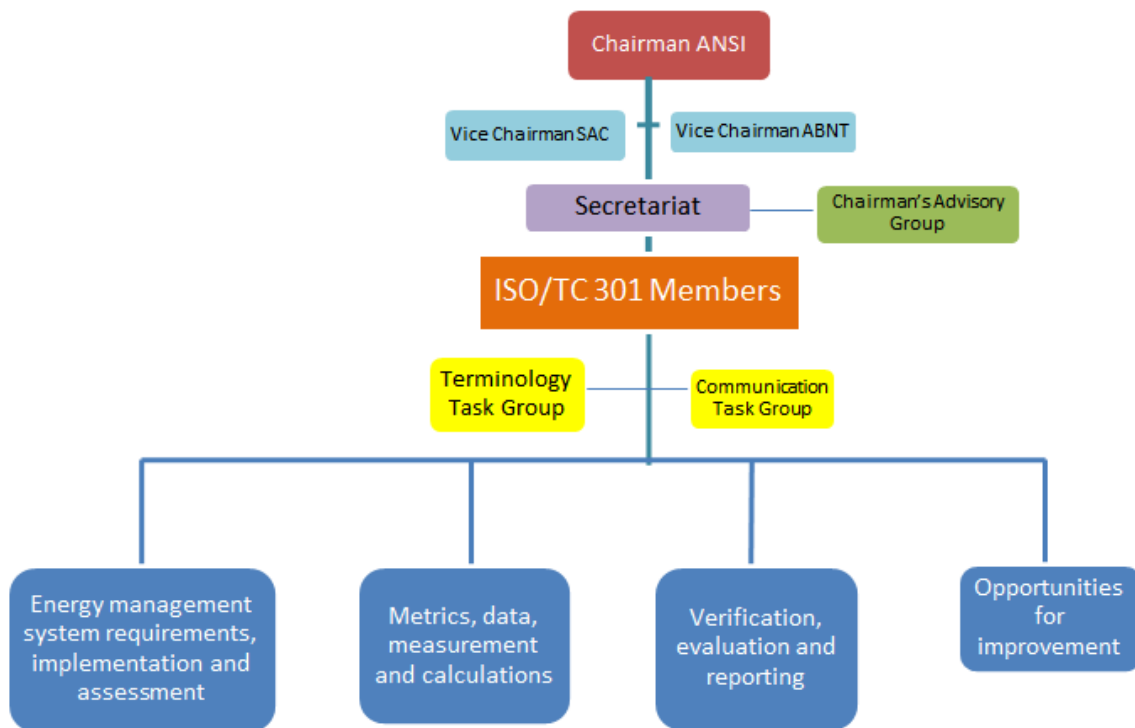 Chairman ANSI
Vice Chairman SAC
Vice Chairman ABNT
Secretariat
Chairman's Advisory
Group
ISO/TC 301 Members
Terminology
Task Group
Communication
Task Group
Energy management
system requirements,
implementation and
assessment
Metrics, data,
measurement
and calculations
Verification,
evaluation and
reporting
Opportunities
for
improvement